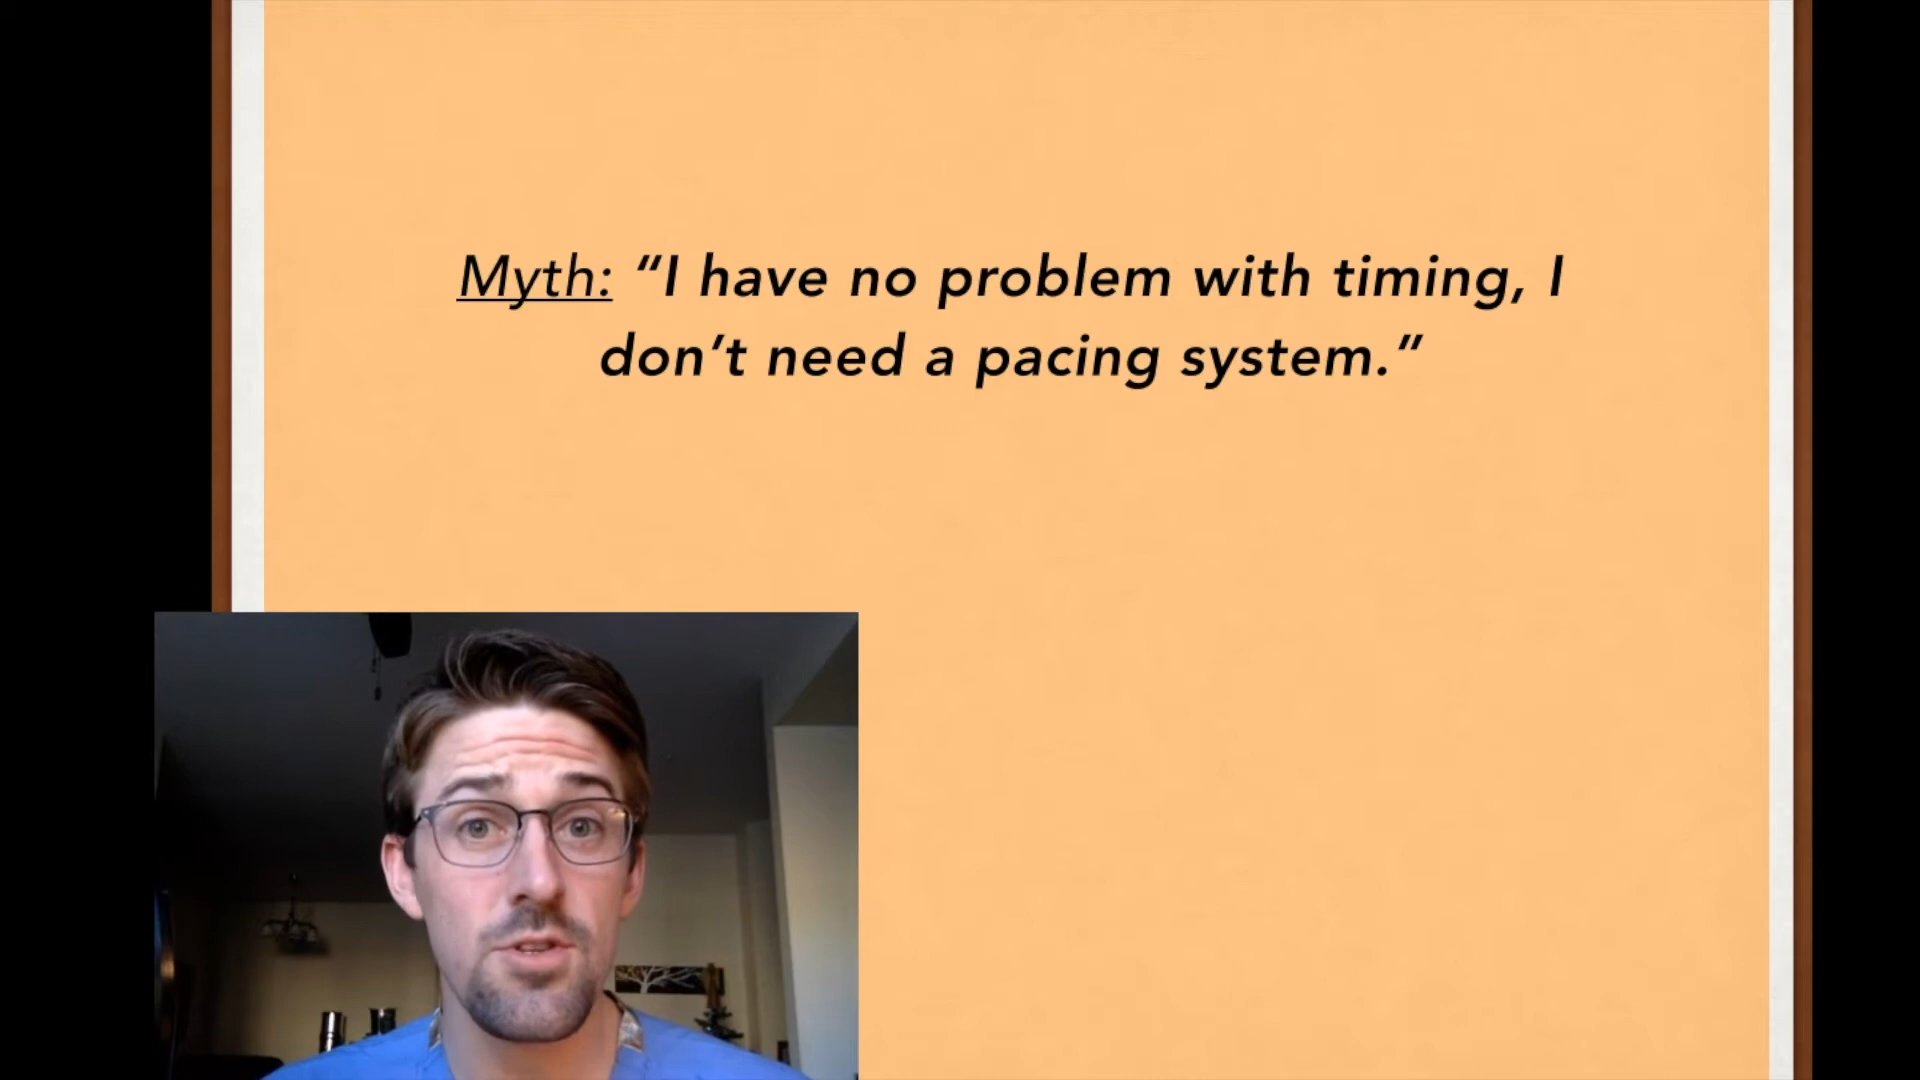 Myth: “I have no problem with timing, I
don’t need a pacing system.”